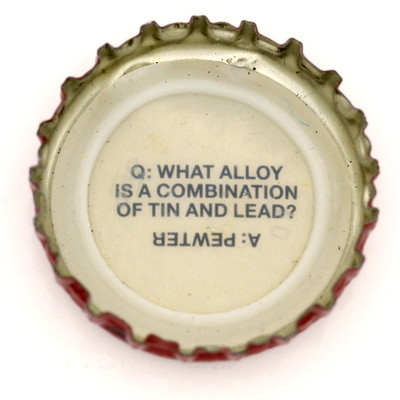 Q: WHAT ALLOY
IS A COMBINATION
OF TIN AND LEAD?
A: PEWTER